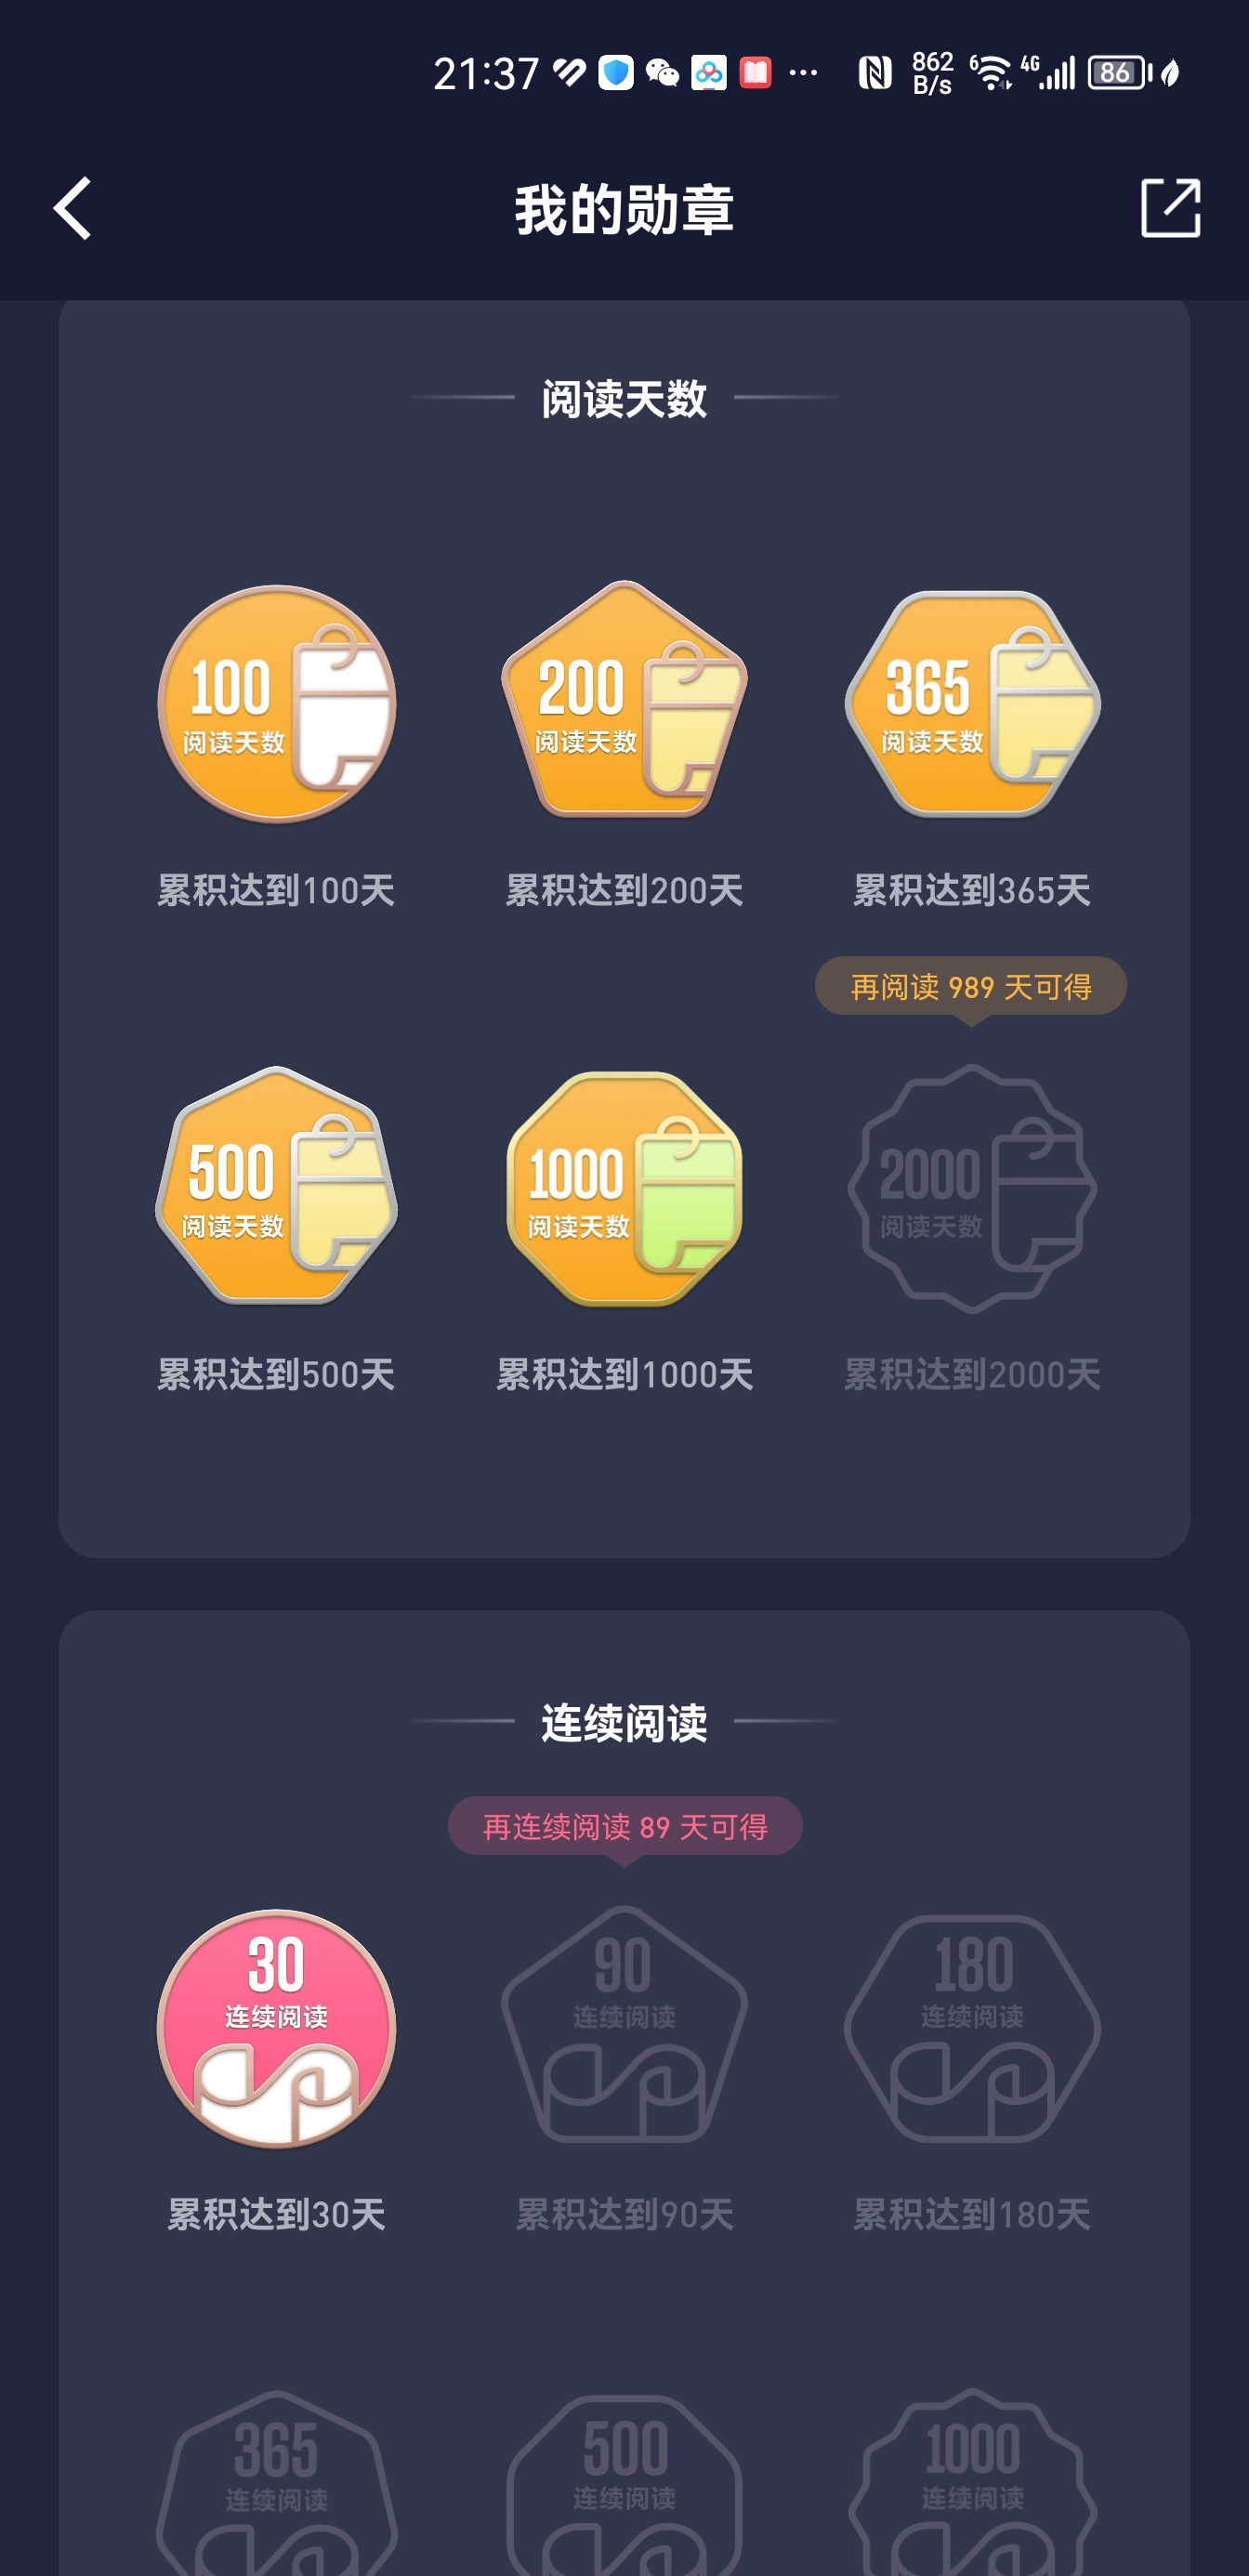 21:37 ··· 862 B/s 6 4G 86
我的勋章
阅读天数
100
阅读天数
200
阅读天数
365
阅读天数
累积达到100天
累积达到200天
累积达到365天
再阅读 989 天可得
500
阅读天数
1000
阅读天数
2000
阅读天数
累积达到500天
累积达到1000天
累积达到2000天
连续阅读
再连续阅读 89 天可得
30
连续阅读
90
连续阅读
180
连续阅读
累积达到30天
累积达到90天
累积达到180天
365
连续阅读
500
连续阅读
1000
连续阅读